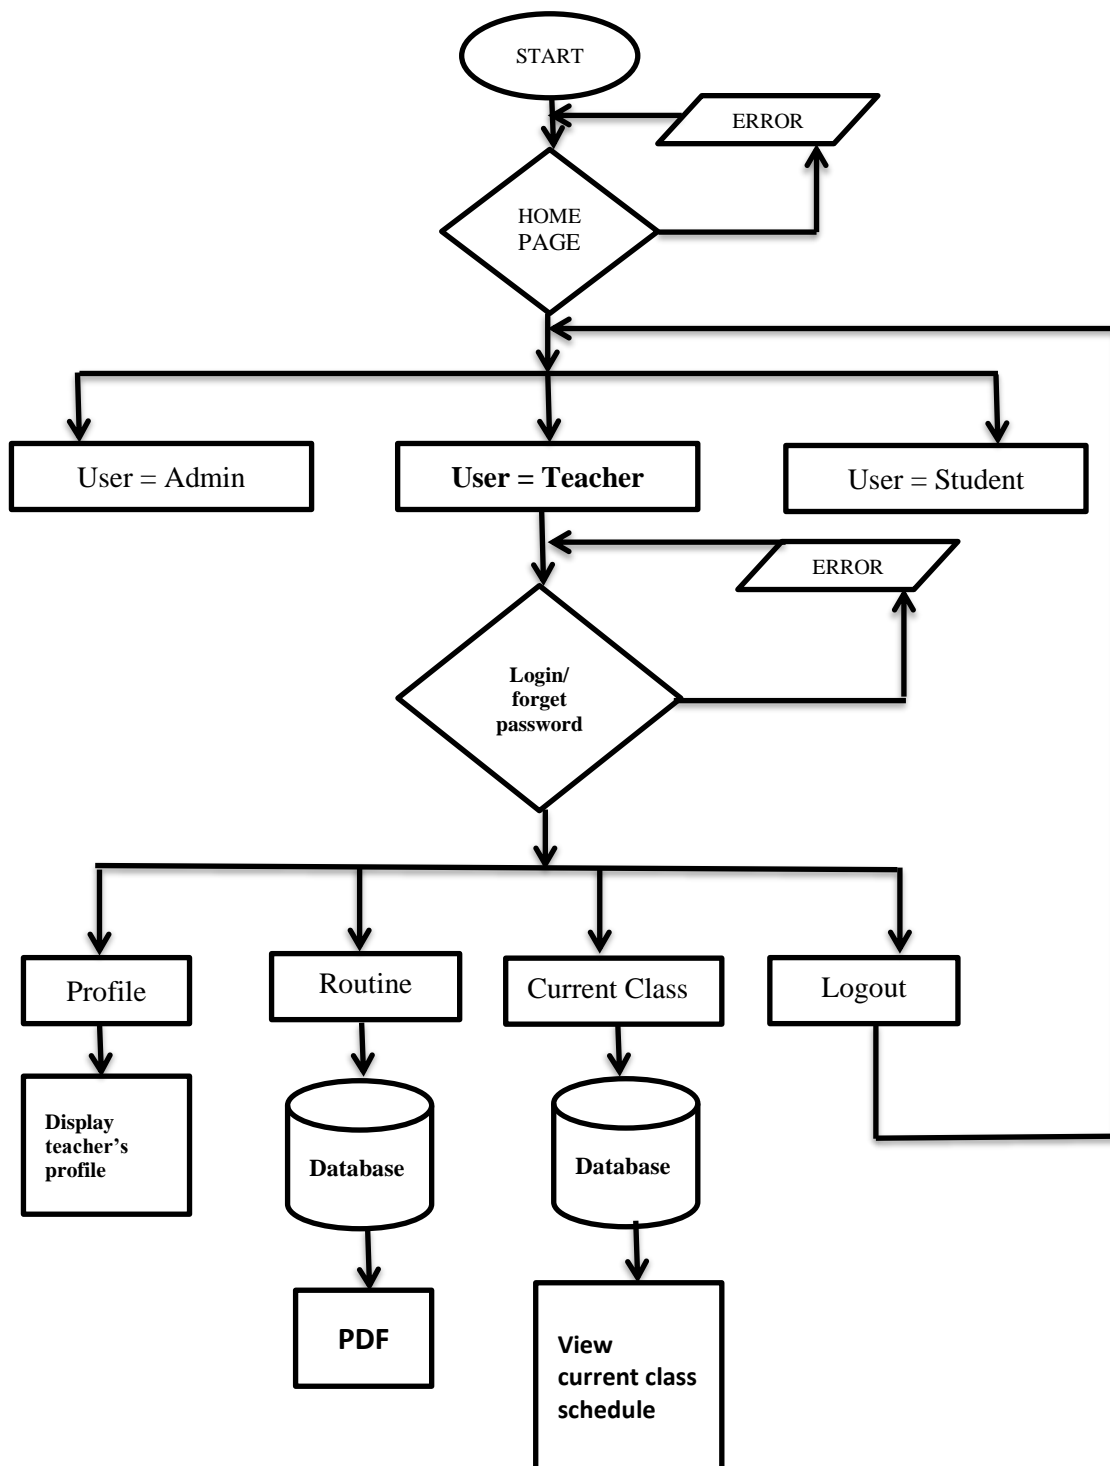 START
ERROR
HOME
PAGE
User = Admin
User = Teacher
User = Student
ERROR
Login/
forget
password
Profile
Routine
Current Class
Logout
Display
teacher’s
profile
Database
Database
PDF
View
current class
schedule